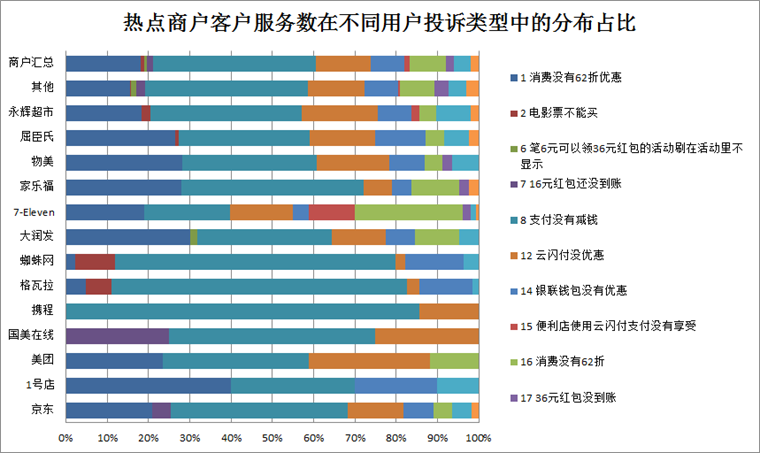 热点商户客户服务数在不同用户投诉类型中的分布占比
商户汇总
其他
永辉超市
屈臣氏
物美
家乐福
7-Eleven
大润发
蜘蛛网
格瓦拉
携程
国美在线
美团
1号店
京东
0% 10% 20% 30% 40% 50% 60% 70% 80% 90% 100%
1 消费没有62折优惠
2 电影票不能买
6 笔6元可以领36元红包的活动刷在活动里不
显示
7 16元红包还没到账
8 支付没有减钱
12 云闪付没优惠
14 银联钱包没有优惠
15 便利店使用云闪付支付没有享受
16 消费没有62折
17 36元红包没到账